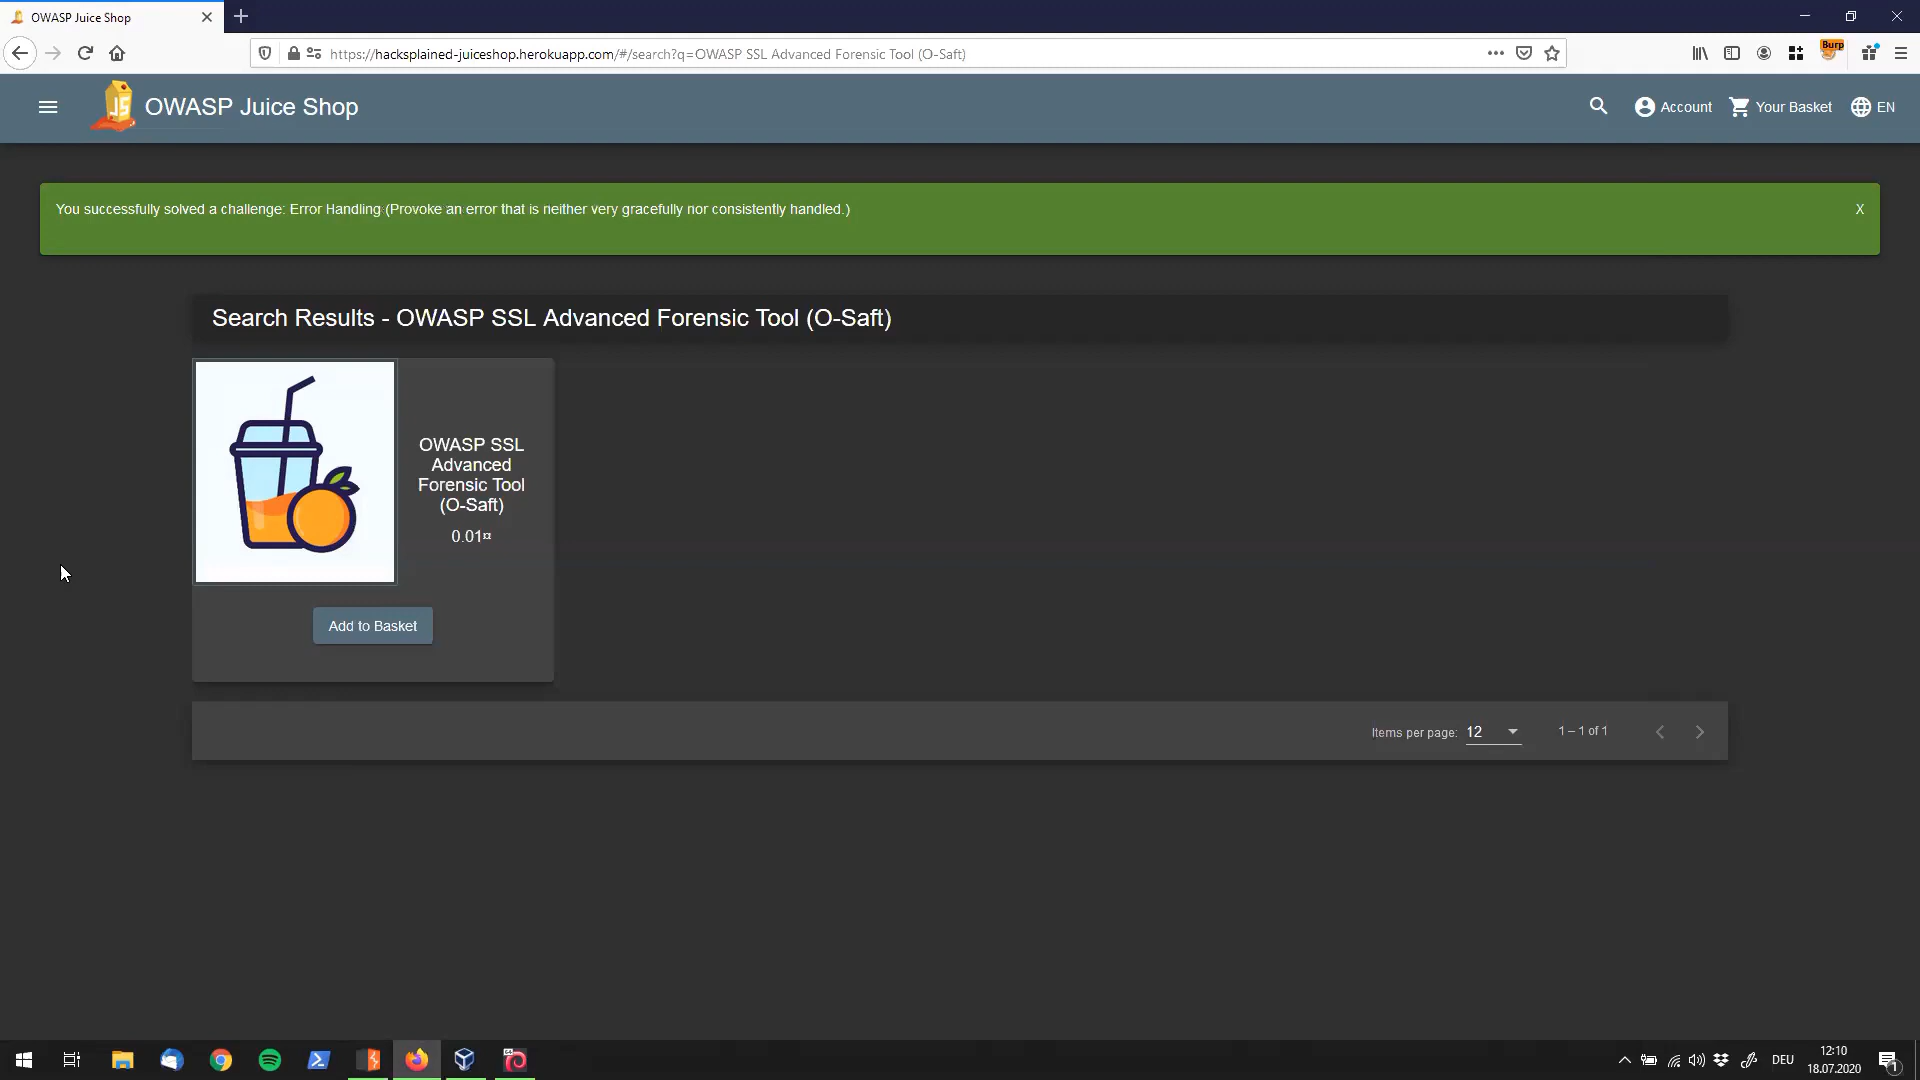 OWASP Juice Shop
https://hacksplained-juiceshop.herokuapp.com/#/search?q=OWASP SSL Advanced Forensic Tool (O-Saft)
Burp
JS
OWASP Juice Shop
Account
Your Basket
EN
You successfully solved a challenge: Error Handling (Provoke an error that is neither very gracefully nor consistently handled.)
X
Search Results - OWASP SSL Advanced Forensic Tool (O-Saft)
OWASP SSL
Advanced
Forensic Tool
(O-Saft)
0.01¤
Add to Basket
Items per page: 12
1 – 1 of 1
DEU
12:10
18.07.2020
1